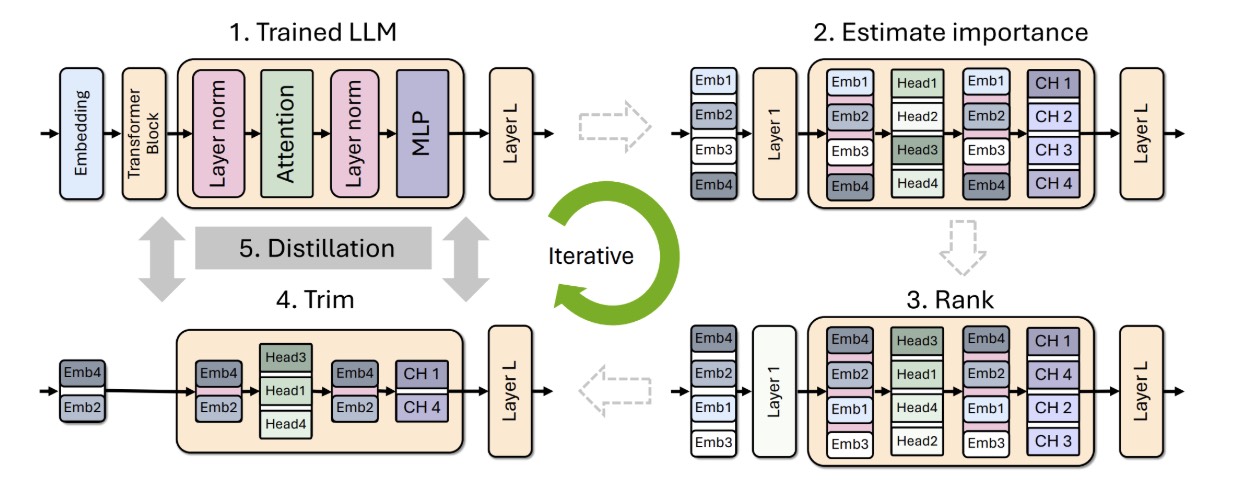 1. Trained LLM
Embedding
Transformer
Block
Layer norm
Attention
Layer norm
MLP
Layer L
2. Estimate importance
Emb1
Emb2
Emb3
Emb4
Layer 1
Emb1
Emb2
Emb3
Emb4
Head1
Head2
Head3
Head4
Emb1
Emb2
Emb3
Emb4
CH 1
CH 2
CH 3
CH 4
Layer L
5. Distillation
Iterative
4. Trim
Emb4
Emb2
Emb4
Emb2
Head3
Head1
Head4
Emb4
Emb2
CH 1
CH 4
Layer L
3. Rank
Emb4
Emb2
Emb1
Emb3
Layer 1
Emb4
Emb2
Emb1
Emb3
Head3
Head1
Head4
Head2
Emb4
Emb2
Emb1
Emb3
CH 1
CH 4
CH 2
CH 3
Layer L